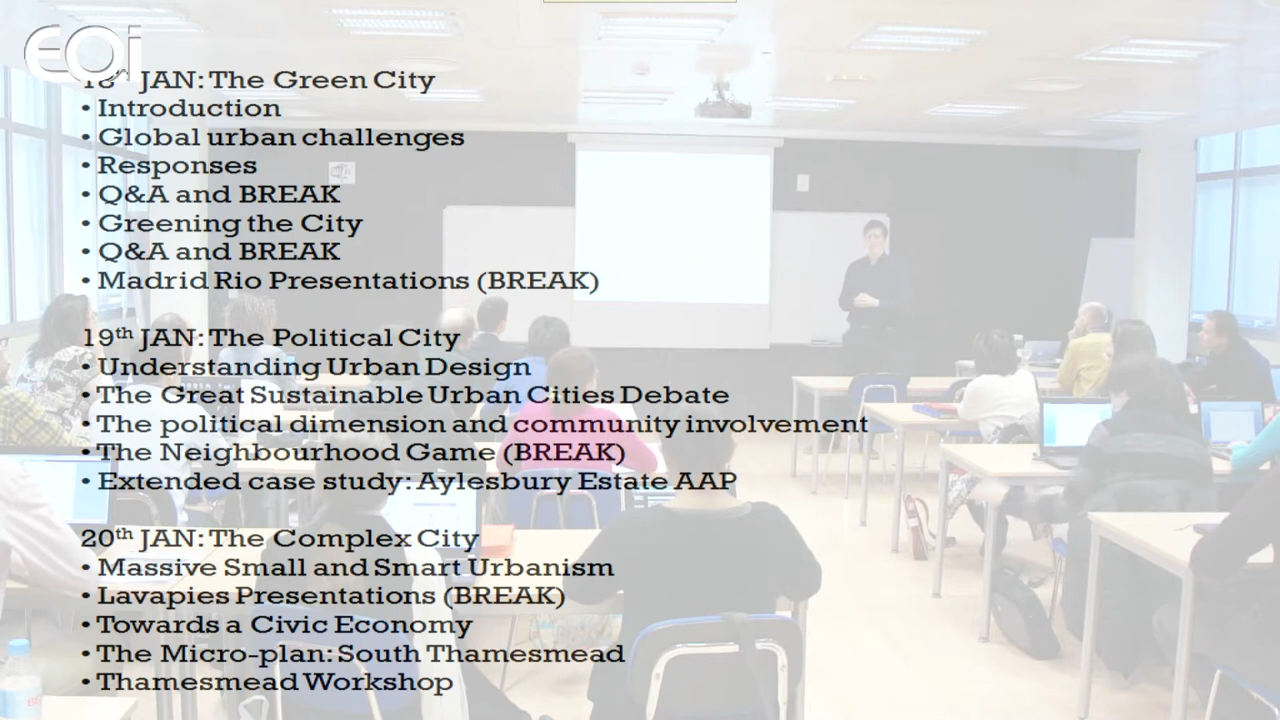 EOi
18th JAN: The Green City
• Introduction
• Global urban challenges
• Responses
• Q&A and BREAK
• Greening the City
• Q&A and BREAK
• Madrid Rio Presentations (BREAK)
19th JAN: The Political City
• Understanding Urban Design
• The Great Sustainable Urban Cities Debate
• The political dimension and community involvement
• The Neighbourhood Game (BREAK)
• Extended case study: Aylesbury Estate AAP
20th JAN: The Complex City
• Massive Small and Smart Urbanism
• Lavapies Presentations (BREAK)
• Towards a Civic Economy
• The Micro-plan: South Thamesmead
• Thamesmead Workshop